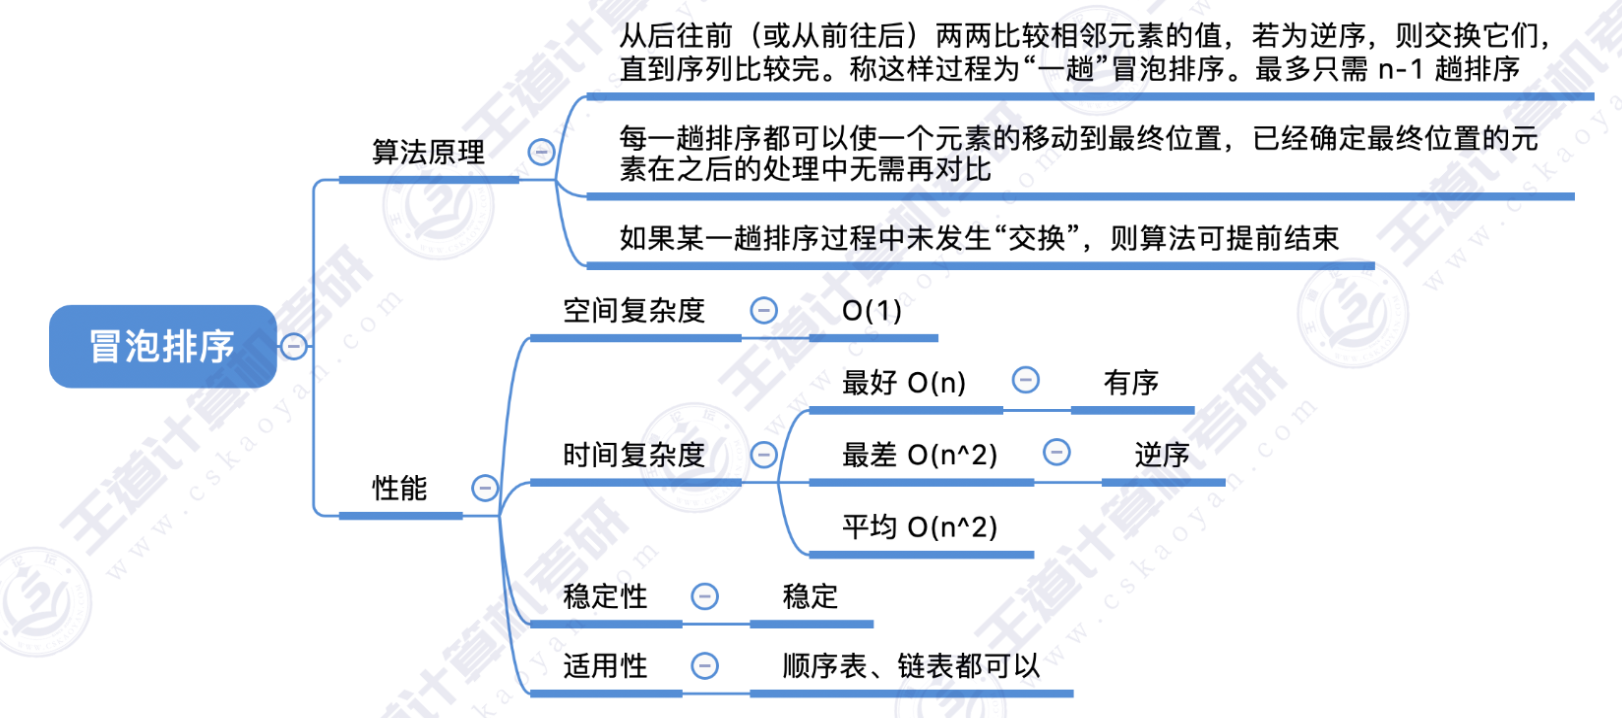 从后往前（或从前往后）两两比较相邻元素的值，若为逆序，则交换它们，
直到序列比较完。称这样过程为“一趟”冒泡排序。最多只需 n-1 趟排序
算法原理
每一趟排序都可以使一个元素的移动到最终位置，已经确定最终位置的元
素在之后的处理中无需再对比
如果某一趟排序过程中未发生“交换”，则算法可提前结束
冒泡排序
空间复杂度
O(1)
最好 O(n)
有序
时间复杂度
最差 O(n^2)
逆序
性能
平均 O(n^2)
稳定性
稳定
适用性
顺序表、链表都可以
王道计算机考研
www.cskaoyan.com